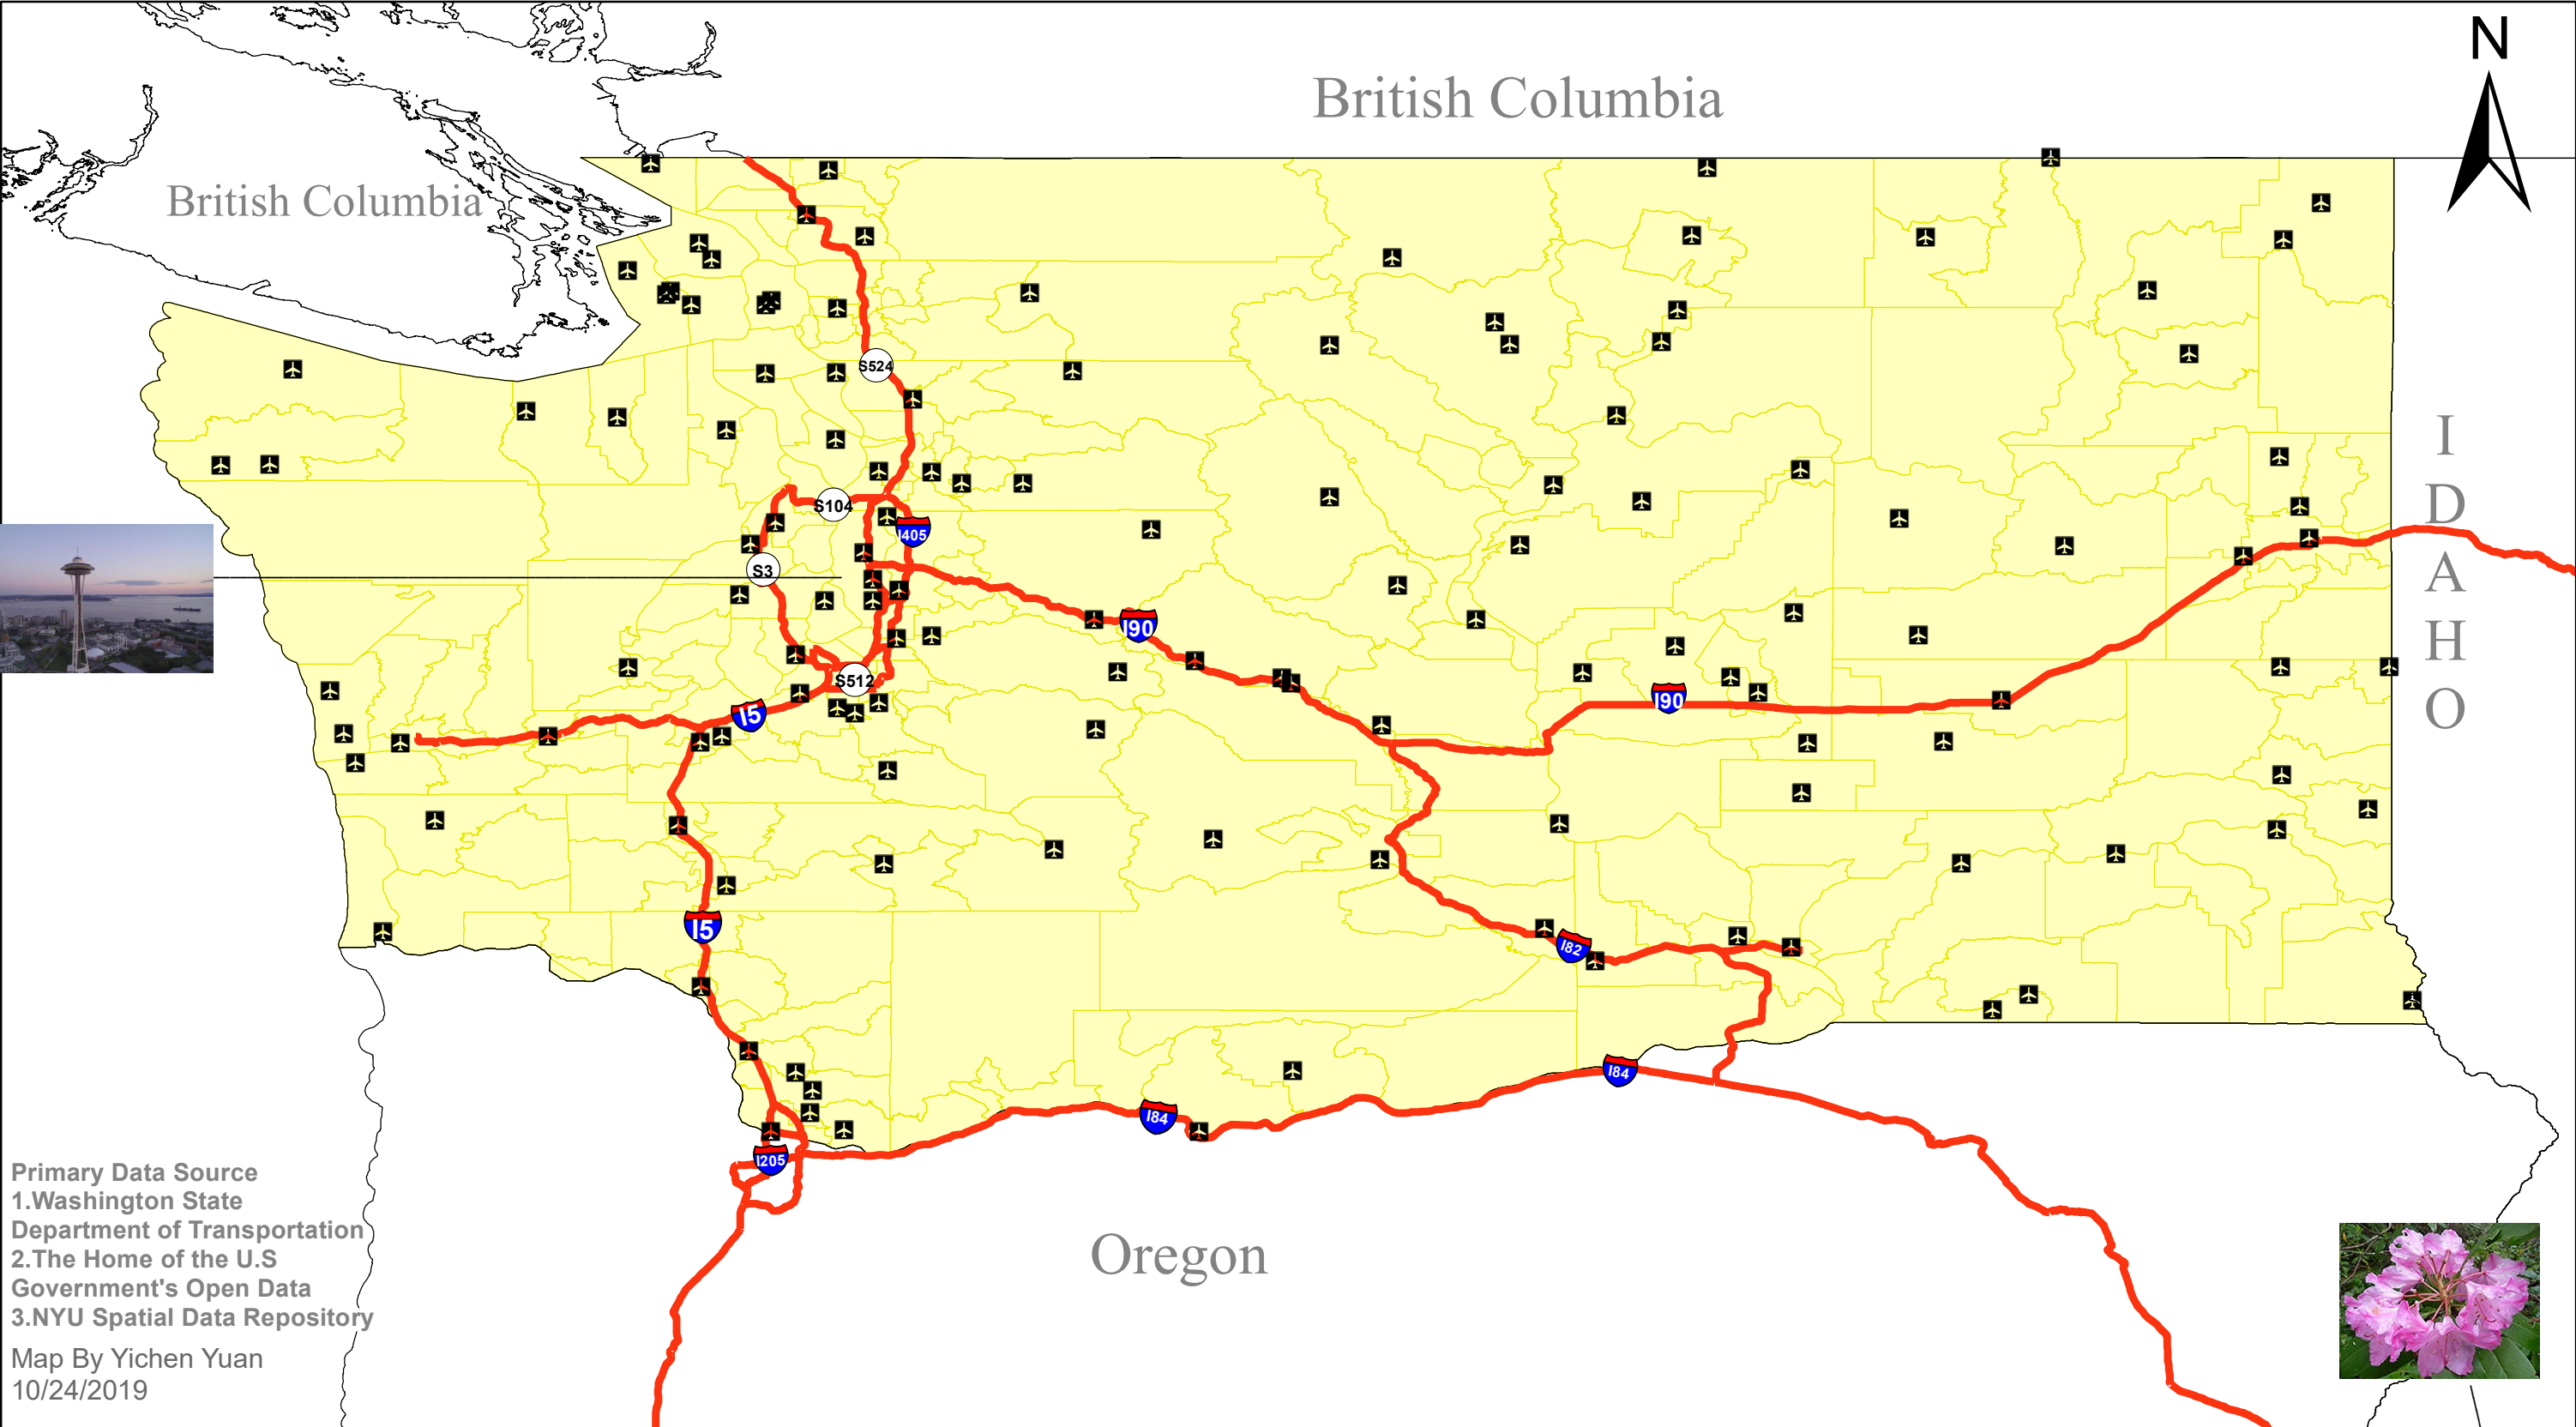 N
British Columbia
British Columbia
S524
I
D
A
H
O
S104
I405
S3
I90
S512
I90
I5
I5
I82
I84
I84
I205
Oregon
Primary Data Source
1.Washington State
Department of Transportation
2.The Home of the U.S
Government's Open Data
3.NYU Spatial Data Repository
Map By Yichen Yuan
10/24/2019